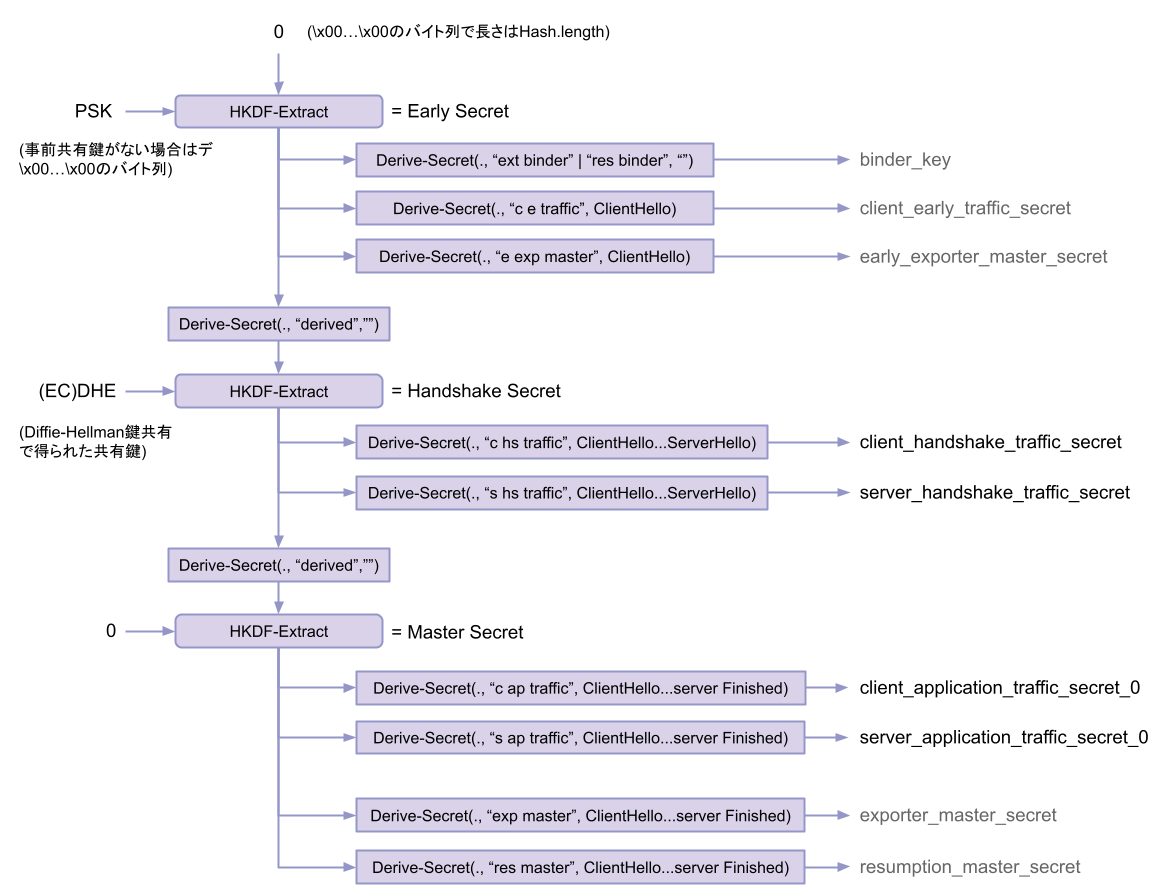 0 (\x00…\x00のバイト列で長さはHash.length)
PSK HKDF-Extract = Early Secret
(事前共有鍵がない場合はデ
\x00…\x00のバイト列)
Derive-Secret(., “ext binder” | “res binder”, “”) binder_key
Derive-Secret(., “c e traffic”, ClientHello) client_early_traffic_secret
Derive-Secret(., “e exp master”, ClientHello) early_exporter_master_secret
Derive-Secret(., “derived”,””)
(EC)DHE HKDF-Extract = Handshake Secret
(Diffie-Hellman鍵共有
で得られた共有鍵)
Derive-Secret(., “c hs traffic”, ClientHello...ServerHello) client_handshake_traffic_secret
Derive-Secret(., “s hs traffic”, ClientHello...ServerHello) server_handshake_traffic_secret
Derive-Secret(., “derived”,””)
0 HKDF-Extract = Master Secret
Derive-Secret(., “c ap traffic”, ClientHello...server Finished) client_application_traffic_secret_0
Derive-Secret(., “s ap traffic”, ClientHello...server Finished) server_application_traffic_secret_0
Derive-Secret(., “exp master”, ClientHello...server Finished) exporter_master_secret
Derive-Secret(., “res master”, ClientHello...server Finished) resumption_master_secret